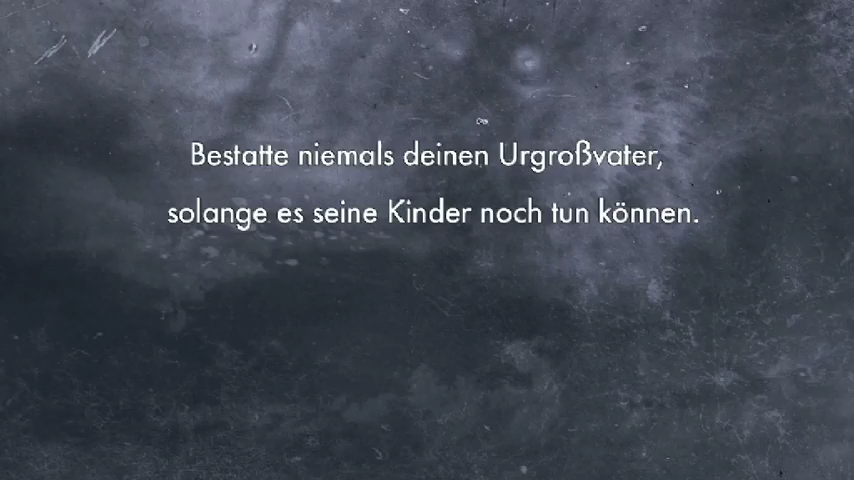 Bestatte niemals deinen Urgroßvater,
solange es seine Kinder noch tun können.